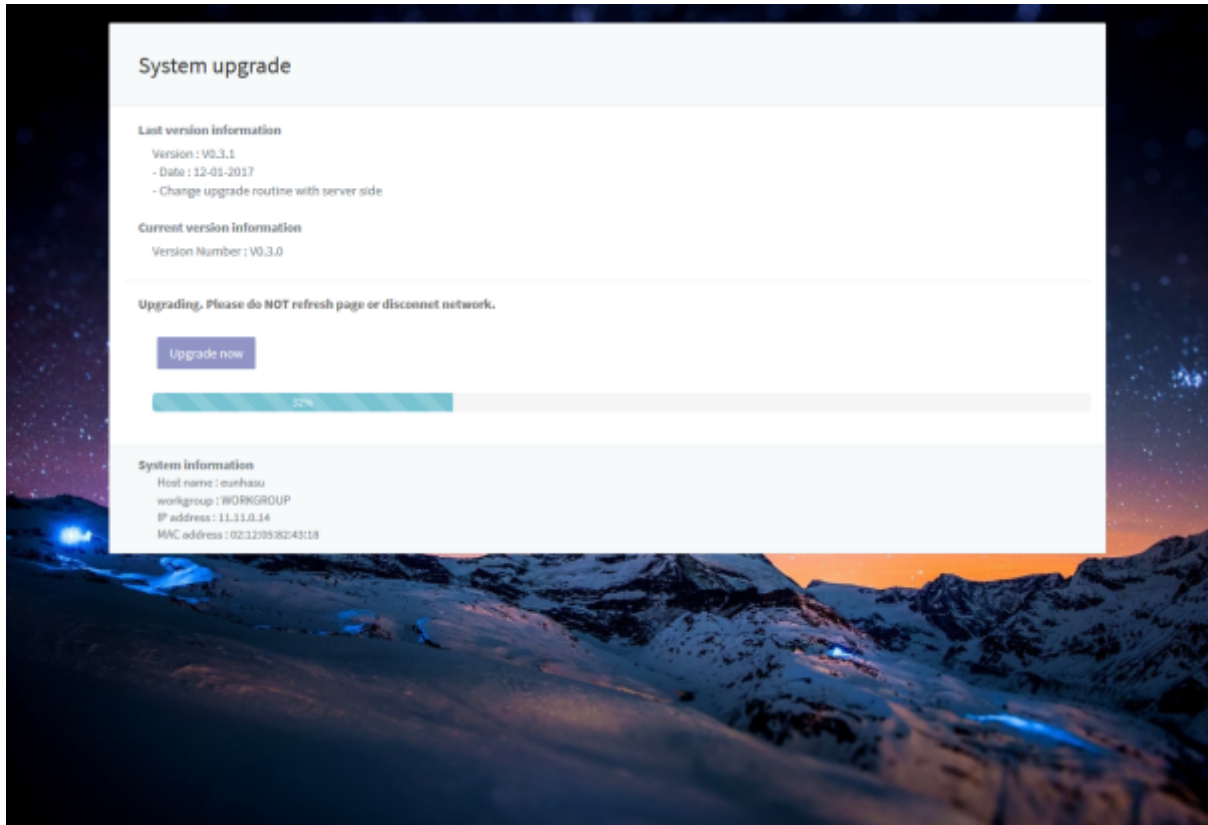 System upgrade
Last version information
Version : V0.3.1
- Date : 12-01-2017
- Change upgrade routine with server side
Current version information
Version Number : V0.3.0
Upgrading. Please do NOT refresh page or disconnet network.
Upgrade now
32%
System information
Host name : eunhasu
workgroup : WORKGROUP
IP address : 11.11.0.14
MAC address : 02:12:05:82:43:18